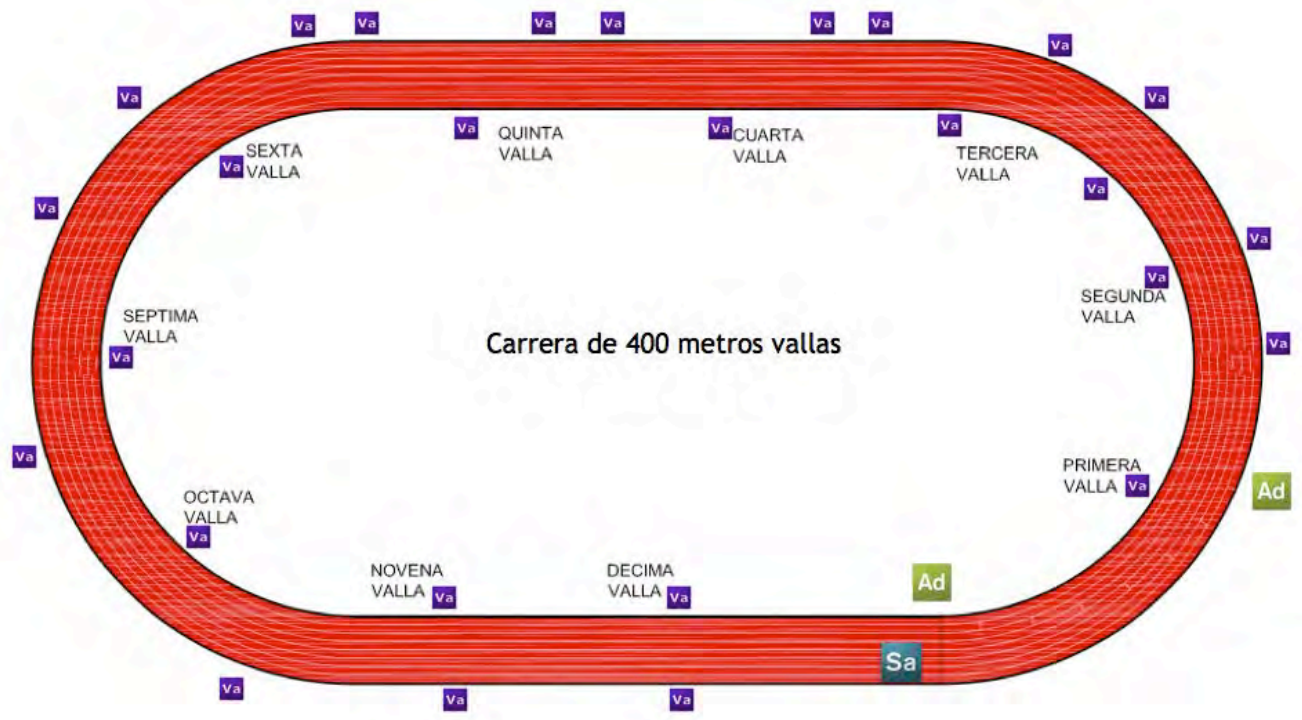 Va
Va
Va
Va
Va
Va
Va
Va
Va
Va
QUINTA
VALLA
Va
CUARTA
VALLA
Va
TERCERA
VALLA
SEXTA
Va VALLA
Va
Va
Va
Va
SEGUNDA
VALLA
SEPTIMA
VALLA
Va
Va
Carrera de 400 metros vallas
Va
PRIMERA
VALLA Va
Ad
OCTAVA
VALLA
Va
NOVENA
VALLA Va
DECIMA
VALLA Va
Ad
Sa
Va
Va
Va